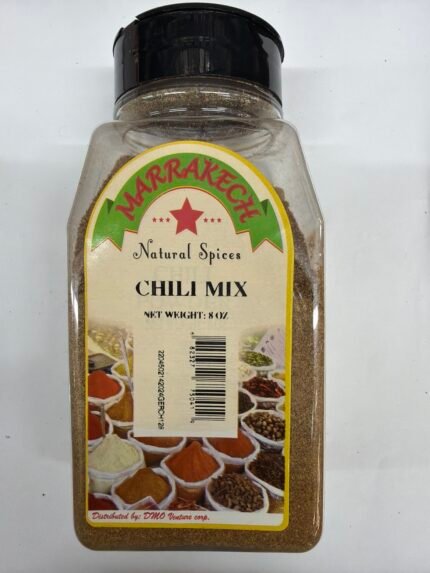 MARRAKECH
Natural Spices
CHILI MIX
NET WEIGHT: 8 OZ
Distributed by: DMO Venture corp.